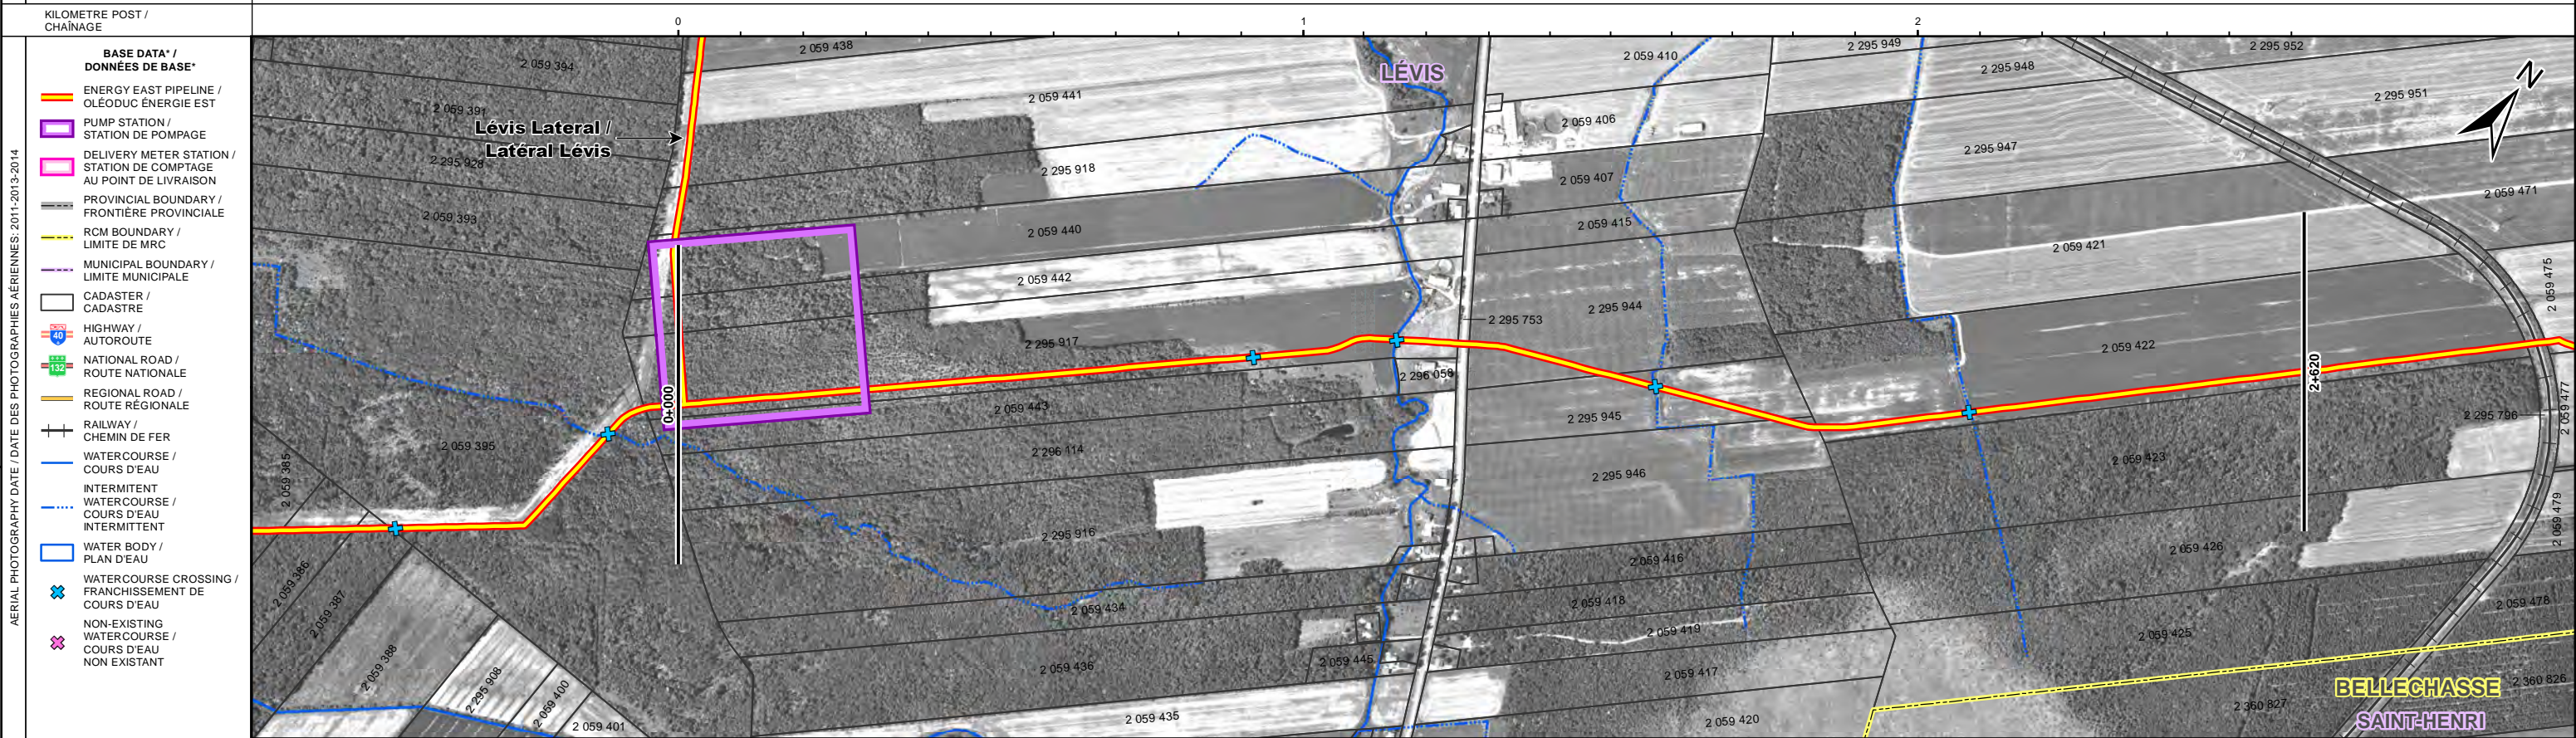 KILOMETRE POST /
CHAÎNAGE
0
1
2
AERIAL PHOTOGRAPHY DATE / DATE DES PHOTOGRAPHIES AÉRIENNES: 2011-2013-2014
BASE DATA* /
DONNÉES DE BASE*
ENERGY EAST PIPELINE /
OLÉODUC ÉNERGIE EST
PUMP STATION /
STATION DE POMPAGE
DELIVERY METER STATION /
STATION DE COMPTAGE
AU POINT DE LIVRAISON
PROVINCIAL BOUNDARY /
FRONTIÈRE PROVINCIALE
RCM BOUNDARY /
LIMITE DE MRC
MUNICIPAL BOUNDARY /
LIMITE MUNICIPALE
CADASTER /
CADASTRE
40
HIGHWAY /
AUTOROUTE
132
NATIONAL ROAD /
ROUTE NATIONALE
REGIONAL ROAD /
ROUTE RÉGIONALE
RAILWAY /
CHEMIN DE FER
WATERCOURSE /
COURS D'EAU
INTERMITENT
WATERCOURSE /
COURS D'EAU
INTERMITTENT
WATER BODY /
PLAN D'EAU
WATERCOURSE CROSSING /
FRANCHISSEMENT DE
COURS D'EAU
NON-EXISTING
WATERCOURSE /
COURS D'EAU
NON EXISTANT
2 059 394
2 059 391
2 295 928
2 059 393
2 059 395
2 059 385
2 059 386
2 059 387
2 059 388
2 295 908
2 059 400
2 059 401
Lévis Lateral /
Latéral Lévis
0+000
2 059 438
2 059 441
2 295 918
2 059 440
2 059 442
2 295 917
2 059 443
2 296 114
2 295 916
2 059 434
2 059 436
2 059 435
LÉVIS
2 296 058
2 059 445
2 295 753
2 059 410
2 059 406
2 059 407
2 059 415
2 295 944
2 295 945
2 295 946
2 059 416
2 059 418
2 059 419
2 059 417
2 059 420
2 295 949
2 295 948
2 295 947
2 295 952
2 295 951
2 059 471
2 059 421
2 059 422
2 059 475
2+620
2 295 796
2 059 477
2 059 423
2 059 426
2 059 479
2 059 478
2 059 425
BELLECHASSE
2 360 826
2 360 827
SAINT-HENRI
N